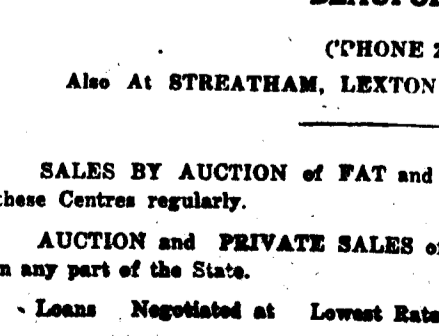 ('PHONE 2
Also At STREATHAM, LEXTON
SALES BY AUCTION of FAT and
these Centres regularly.
AUCTION and PRIVATE SALES of
in any part of the State.
Loans Negotiated at Lowest Rate